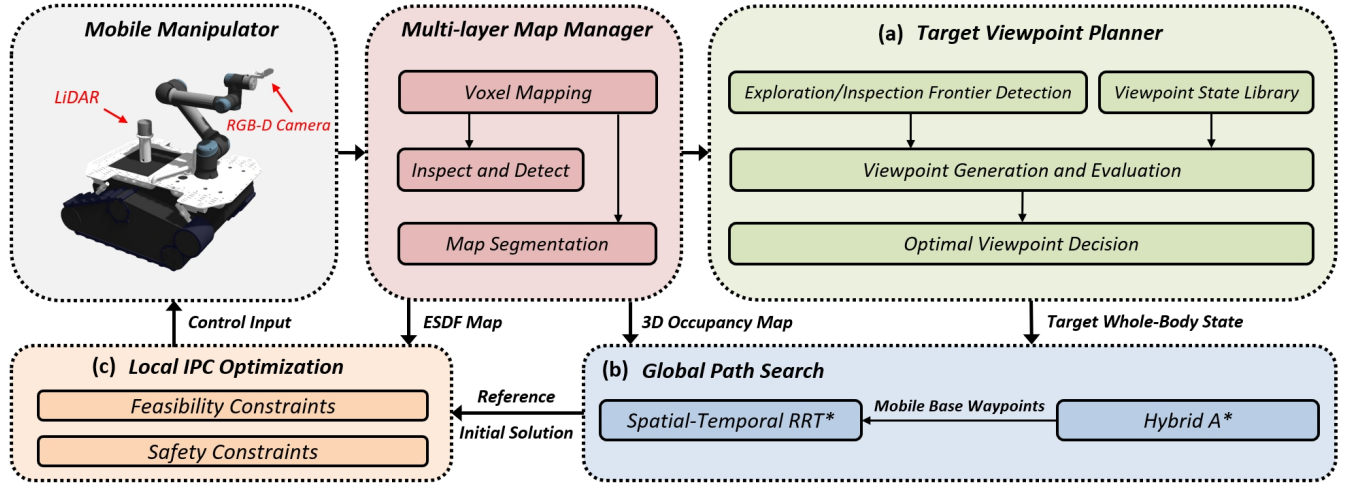 Mobile Manipulator
LiDAR
RGB-D Camera
Multi-layer Map Manager
Voxel Mapping
Inspect and Detect
Map Segmentation
(a) Target Viewpoint Planner
Exploration/Inspection Frontier Detection
Viewpoint State Library
Viewpoint Generation and Evaluation
Optimal Viewpoint Decision
Control Input
ESDF Map
3D Occupancy Map
Target Whole-Body State
(c) Local IPC Optimization
Feasibility Constraints
Safety Constraints
Reference
Initial Solution
(b) Global Path Search
Spatial-Temporal RRT*
Mobile Base Waypoints
Hybrid A*